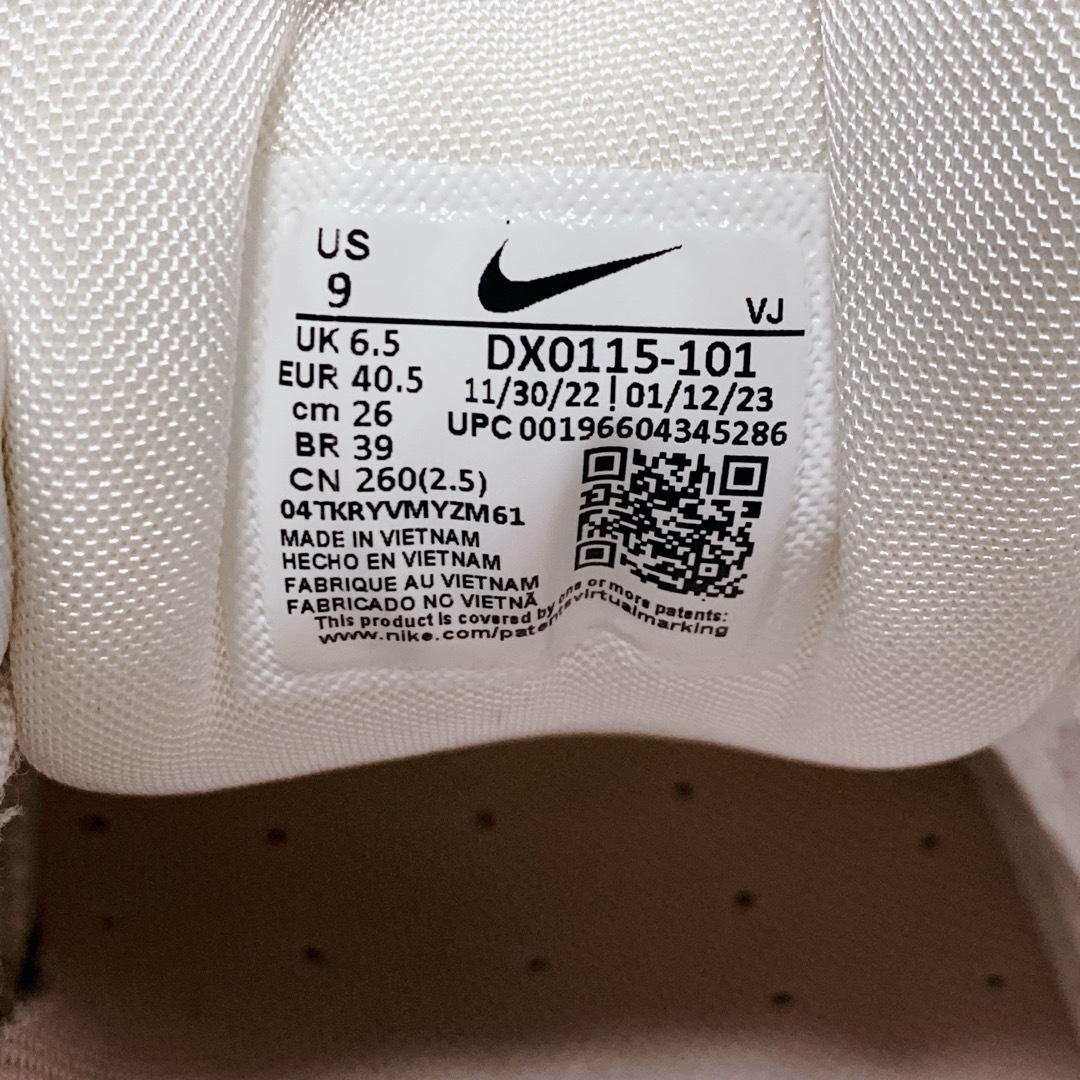 US
9
VJ
UK 6.5
DX0115-101
EUR 40.5
11/30/22 | 01/12/23
cm 26
UPC 00196604345286
BR 39
CN 260(2.5)
04TKRYVMYZM61
MADE IN VIETNAM
HECHO EN VIETNAM
FABRIQUE AU VIETNAM
FABRICADO NO VIETNÃ
This product is covered by one or more patents:
www.nike.com/patentsvirtualmarking